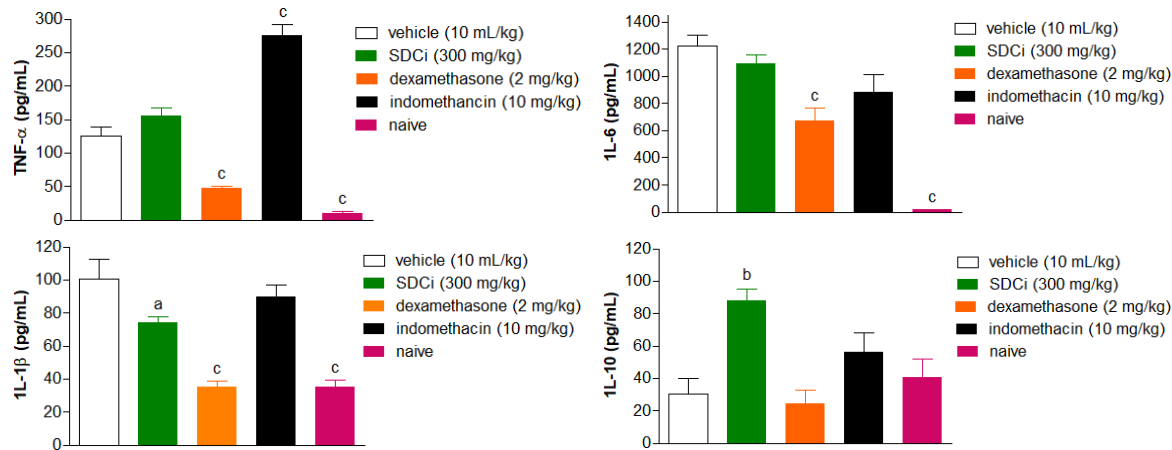 TNF-α (pg/mL)
300
250
200
150
100
50
0
c
c
c
vehicle (10 mL/kg)
SDCi (300 mg/kg)
dexamethasone (2 mg/kg)
indomethancin (10 mg/kg)
naive
1L-6 (pg/mL)
1400
1200
1000
800
600
400
200
0
c
c
vehicle (10 mL/kg)
SDCi (300 mg/kg)
dexamethasone (2 mg/kg)
indomethacin (10 mg/kg)
naive
1L-1β (pg/mL)
120
100
80
60
40
20
0
a
c
c
vehicle (10 mL/kg)
SDCi (300 mg/kg)
dexamethasone (2 mg/kg)
indomethacin (10 mg/kg)
naive
1L-10 (pg/mL)
120
100
80
60
40
20
0
b
vehicle (10 mL/kg)
SDCi (300 mg/kg)
dexamethasone (2 mg/kg)
indomethacin (10 mg/kg)
naive